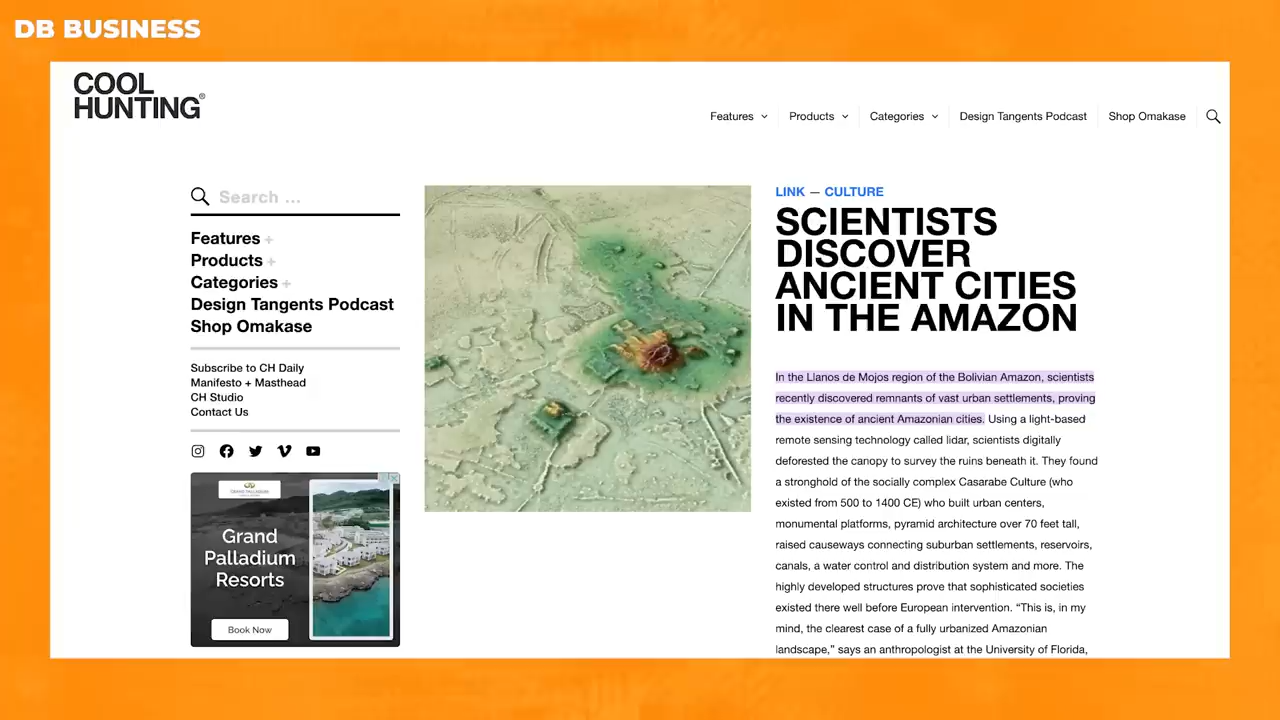 DB BUSINESS
COOL
HUNTING®
Features
Products
Categories
Design Tangents Podcast
Shop Omakase
Search ...
Features +
Products +
Categories +
Design Tangents Podcast
Shop Omakase
Subscribe to CH Daily
Manifesto + Masthead
CH Studio
Contact Us
GRAND PALLADIUM
Grand
Palladium
Resorts
Book Now
LINK — CULTURE
SCIENTISTS
DISCOVER
ANCIENT CITIES
IN THE AMAZON
In the Llanos de Mojos region of the Bolivian Amazon, scientists
recently discovered remnants of vast urban settlements, proving
the existence of ancient Amazonian cities. Using a light-based
remote sensing technology called lidar, scientists digitally
deforested the canopy to survey the ruins beneath it. They found
a stronghold of the socially complex Casarabe Culture (who
existed from 500 to 1400 CE) who built urban centers,
monumental platforms, pyramid architecture over 70 feet tall,
raised causeways connecting suburban settlements, reservoirs,
canals, a water control and distribution system and more. The
highly developed structures prove that sophisticated societies
existed there well before European intervention. “This is, in my
mind, the clearest case of a fully urbanized Amazonian
landscape,” says an anthropologist at the University of Florida,